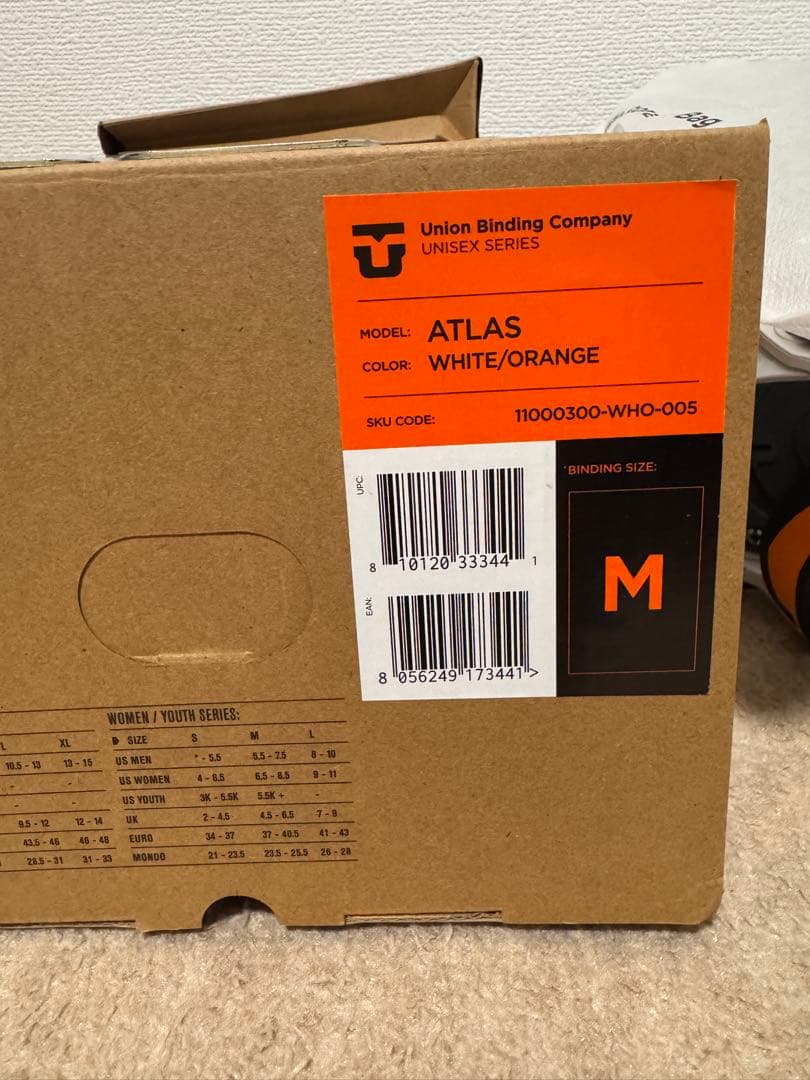 Bag
Union Binding Company
UNISEX SERIES
MODEL: ATLAS
COLOR: WHITE/ORANGE
SKU CODE: 11000300-WHO-005
UPC:
8 10120 33344 1
BINDING SIZE:
M
EAN:
8 056249 173441 >
L XL
10.5 - 13 13 - 15
- -
- -
9.5 - 12 12 - 14
43.5 - 46 46 - 48
28.5 - 31 31 - 33
WOMEN / YOUTH SERIES:
SIZE S M L
US MEN * - 5.5 5.5 - 7.5 8 - 10
US WOMEN 4 - 6.5 6.5 - 8.5 9 - 11
US YOUTH 3K - 5.5K 5.5K + -
UK 2 - 4.5 4.5 - 6.5 7 - 9
EURO 34 - 37 37 - 40.5 41 - 43
MONDO 21 - 23.5 23.5 - 25.5 26 - 28